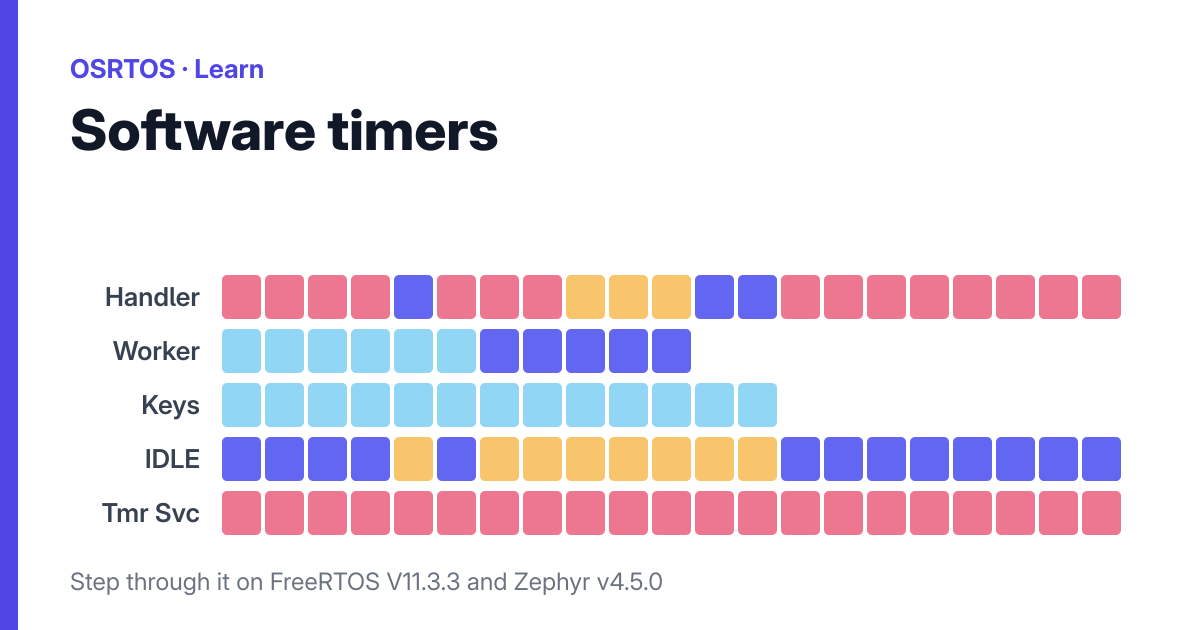 OSRTOS · Learn
Software timers
Handler
Worker
Keys
IDLE
Tmr Svc
Step through it on FreeRTOS V11.3.3 and Zephyr v4.5.0